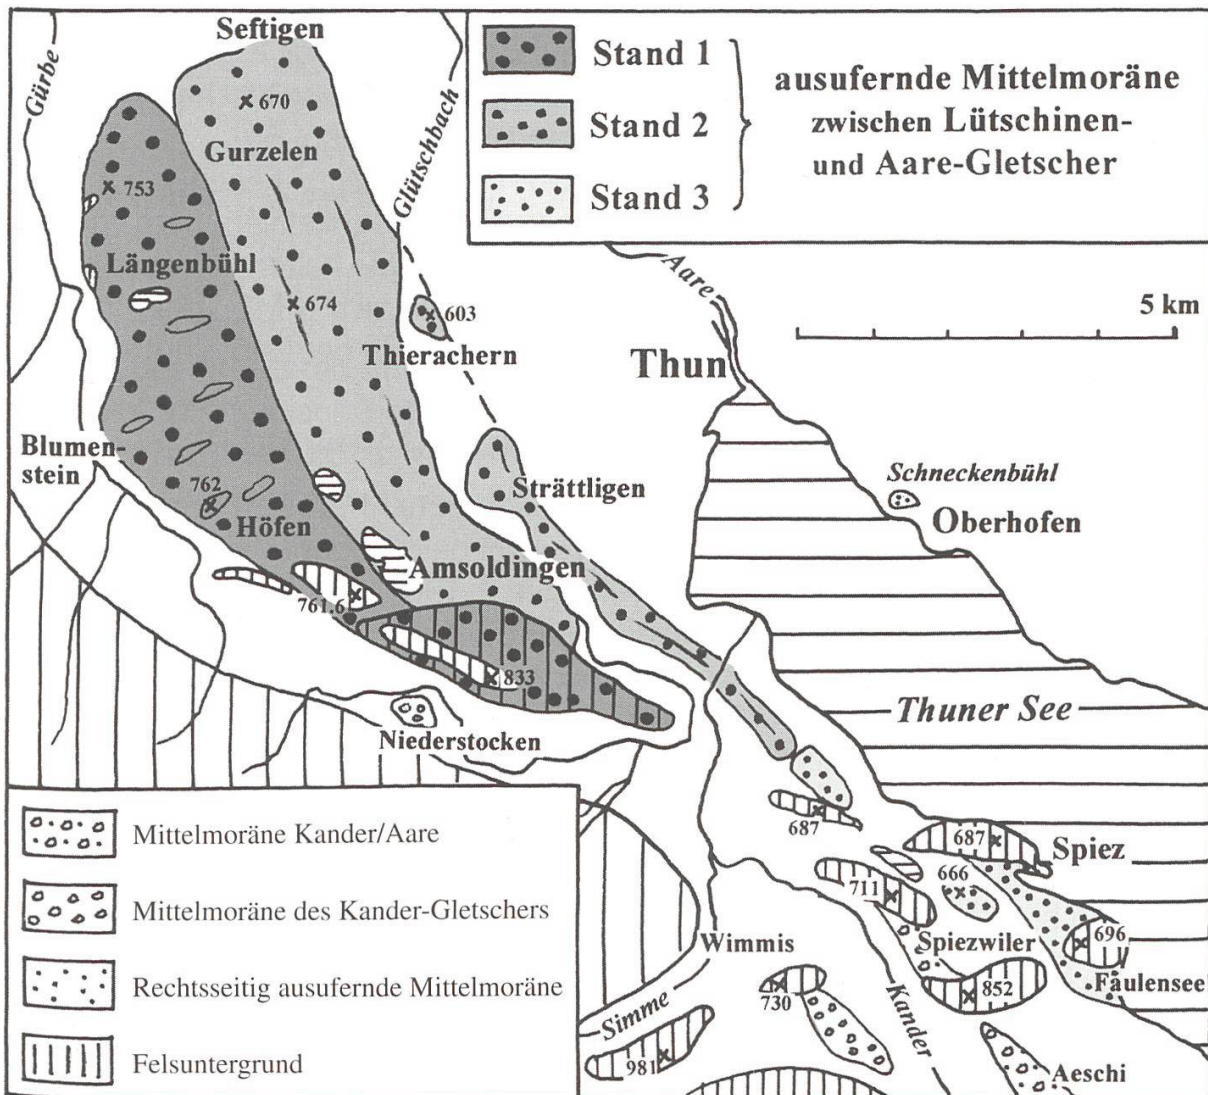 Seftigen
Gürbe
670
Gurzelen
753
Glütschbach
Längenbühl
674
603
Thierachern
Stand 1
Stand 2
Stand 3
ausufernde Mittelmoräne
zwischen Lütschinen-
und Aare-Gletscher
Aare
5 km
Thun
Blumen-
stein
762
Höfen
Strättligen
Schneckenbühl
Oberhofen
Amsoldingen
761,6
833
Niederstocken
Thuner See
687
687
Spiez
711
666
Wimmis
Spiezwiler
696
Faulensee
730
852
Simme
Kander
981
Aeschi
Mittelmoräne Kander/Aare
Mittelmoräne des Kander-Gletschers
Rechtsseitig ausufernde Mittelmoräne
Felsuntergrund